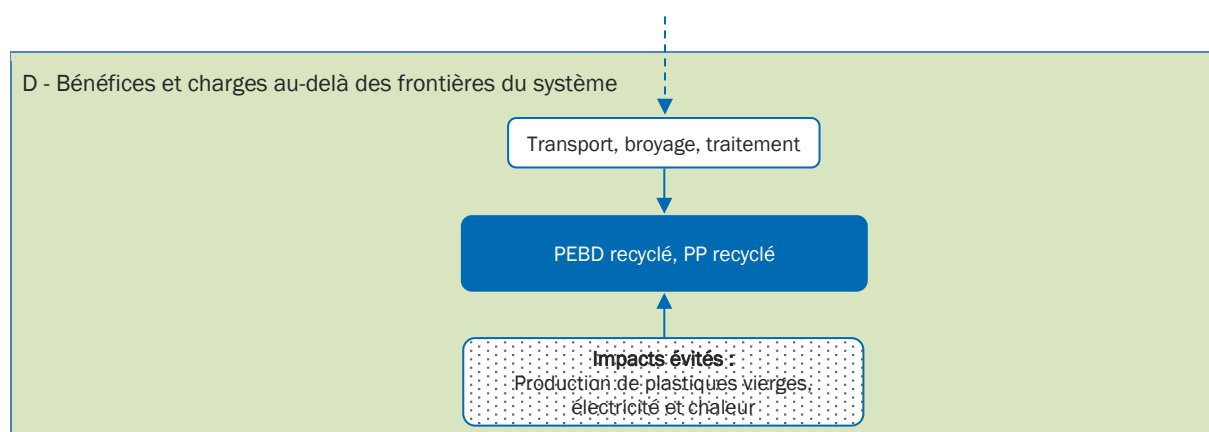 D - Bénéfices et charges au-delà des frontières du système
Transport, broyage, traitement
PEBD recyclé, PP recyclé
Impacts évités :
Production de plastiques vierges,
électricité et chaleur